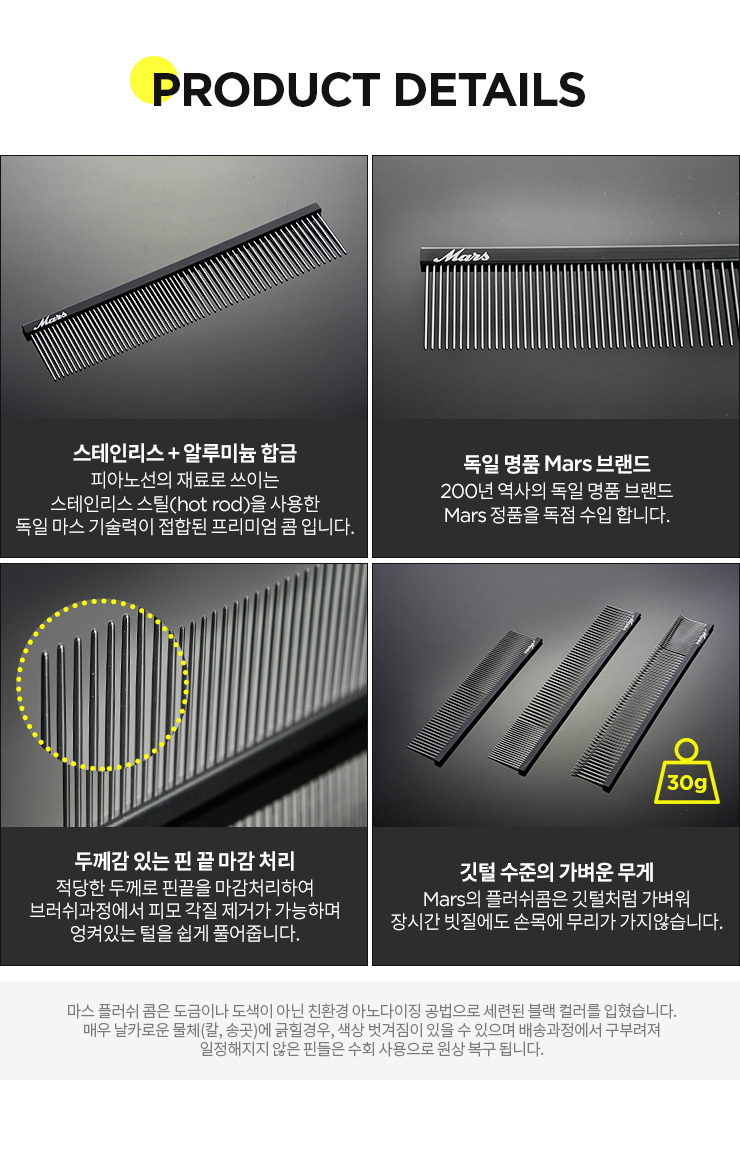 PRODUCT DETAILS
Mars
스테인리스 + 알루미늄 합금
피아노선의 재료로 쓰이는
스테인리스 스틸(hot rod)을 사용한
독일 마스 기술력이 접합된 프리미엄 콤 입니다.
Mars
독일 명품 Mars 브랜드
200년 역사의 독일 명품 브랜드
Mars 정품을 독점 수입 합니다.
두께감 있는 핀 끝 마감 처리
적당한 두께로 핀끝을 마감처리하여
브러쉬과정에서 피모 각질 제거가 가능하며
엉켜있는 털을 쉽게 풀어줍니다.
30g
깃털 수준의 가벼운 무게
Mars의 플러쉬콤은 깃털처럼 가벼워
장시간 빗질에도 손목에 무리가 가지않습니다.
마스 플러쉬 콤은 도금이나 도색이 아닌 친환경 아노다이징 공법으로 세련된 블랙 컬러를 입혔습니다.
매우 날카로운 물체(칼, 송곳)에 긁힐경우, 색상 벗겨짐이 있을 수 있으며 배송과정에서 구부려져
일정해지지 않은 핀들은 수회 사용으로 원상 복구 됩니다.